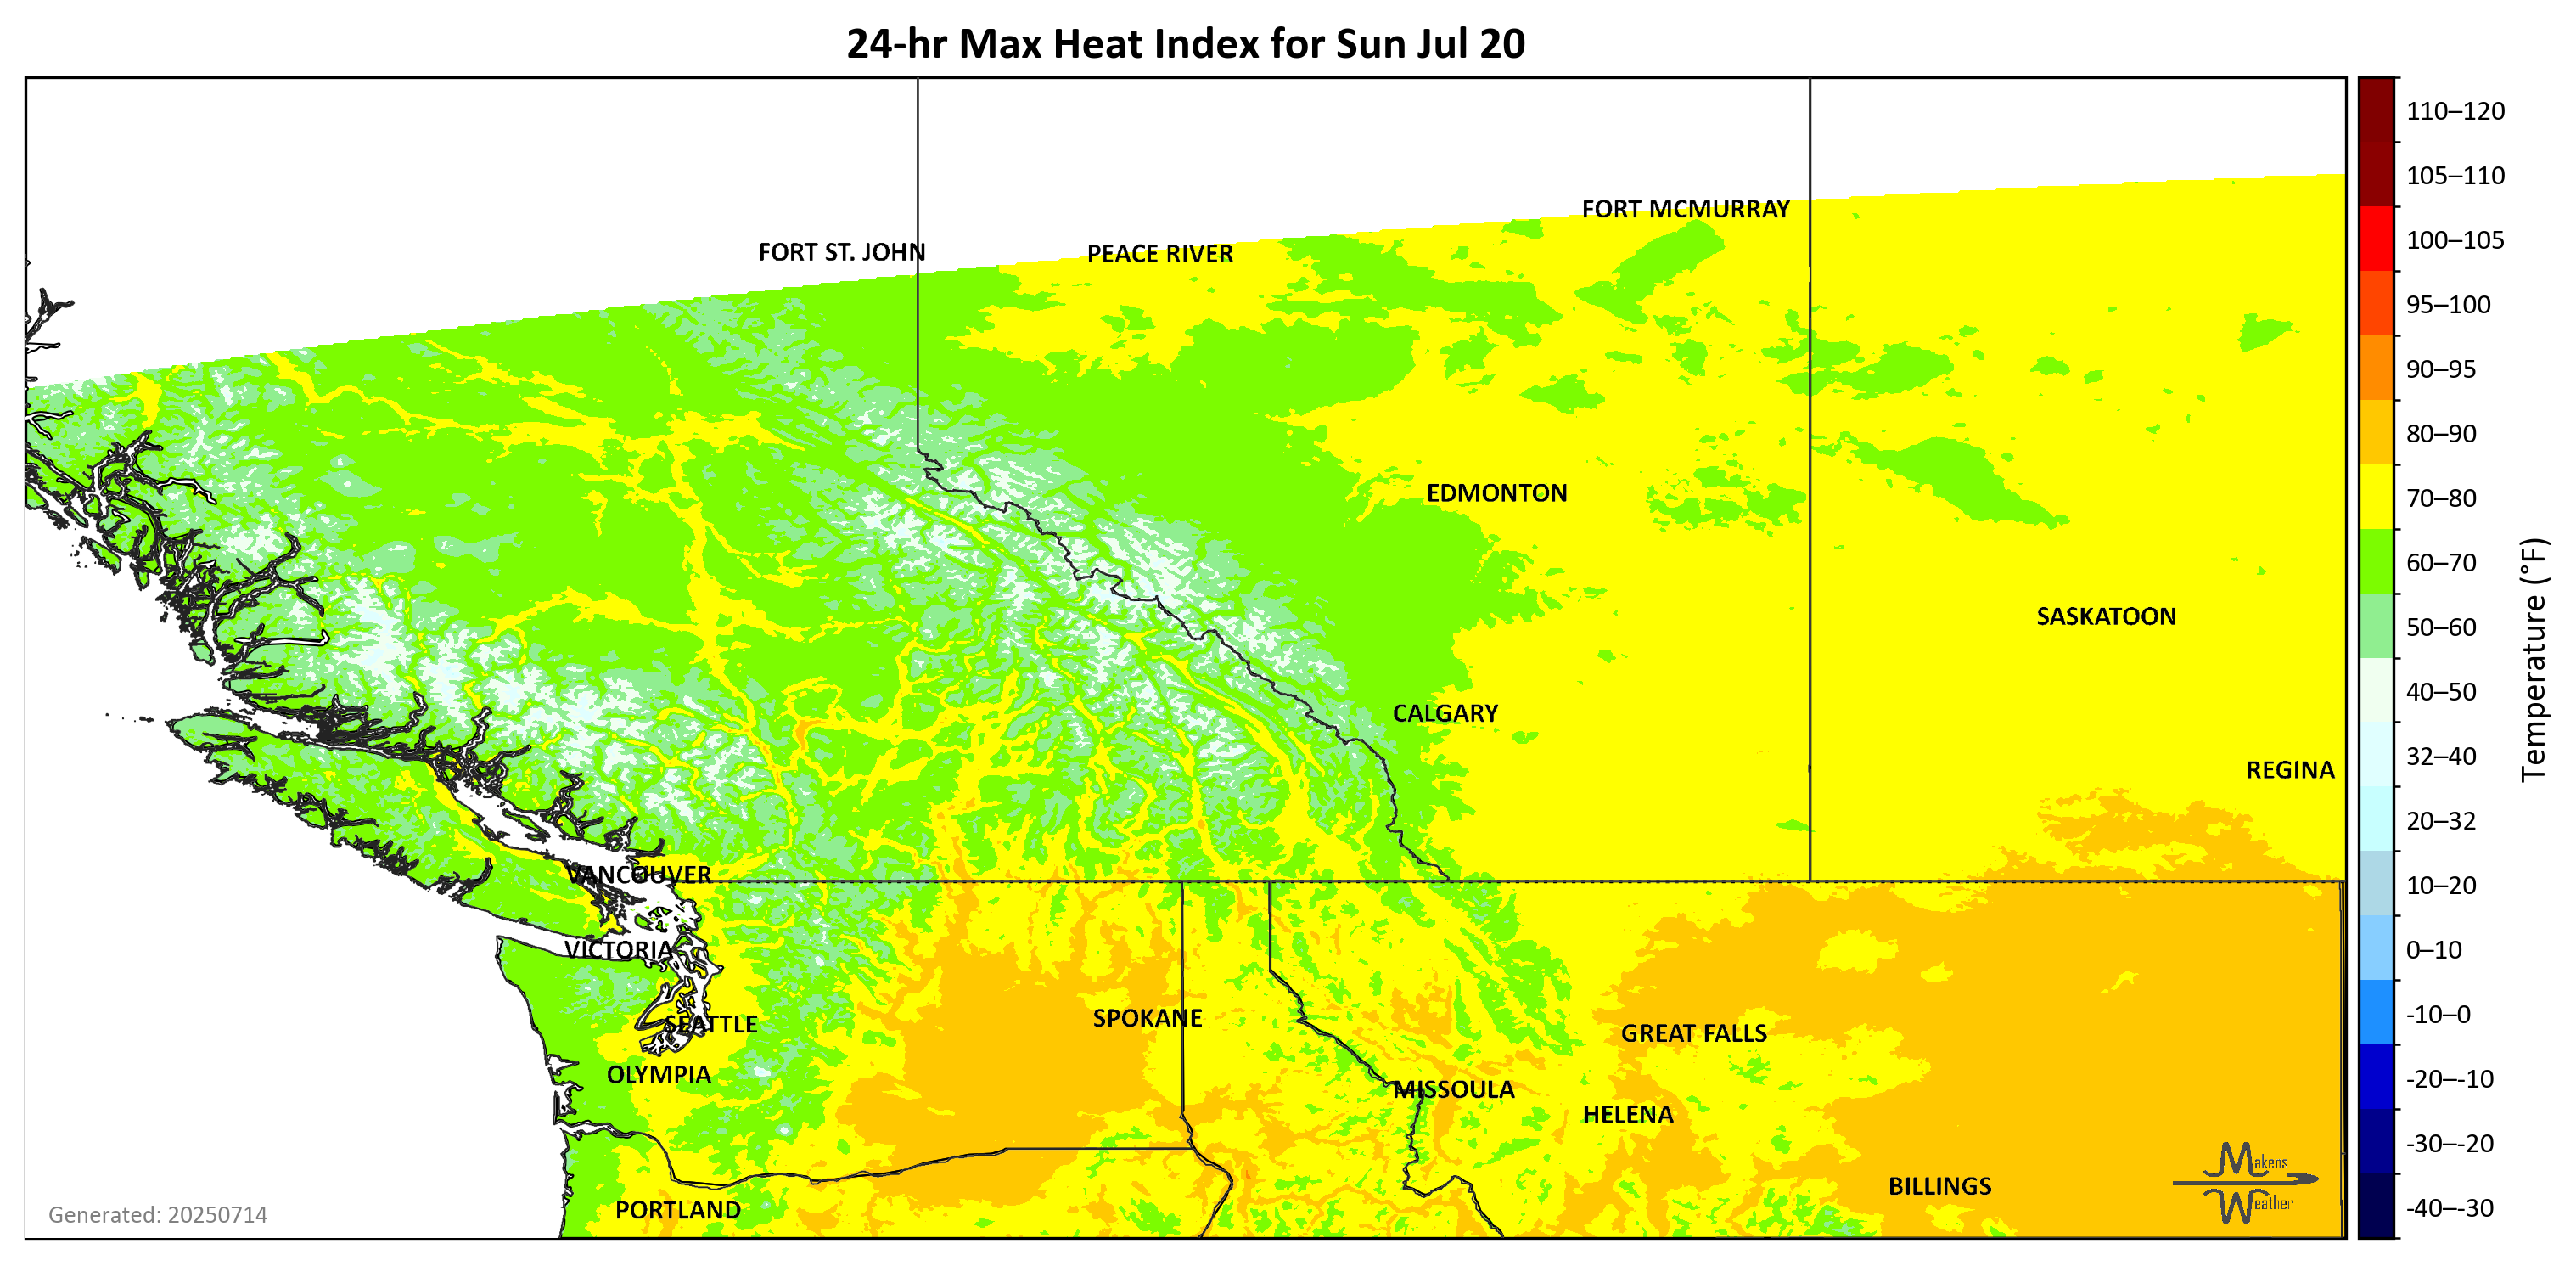 24-hr Max Heat Index for Sun Jul 20
FORT MCMURRAY
FORT ST. JOHN
PEACE RIVER
EDMONTON
SASKATOON
CALGARY
REGINA
VANCOUVER
VICTORIA
SEATTLE
SPOKANE
GREAT FALLS
OLYMPIA
MISSOULA
HELENA
BILLINGS
PORTLAND
Generated: 20250714
Makens
Weather
110–120
105–110
100–105
95–100
90–95
80–90
70–80
60–70
50–60
40–50
32–40
20–32
10–20
0–10
-10–0
-20–-10
-30–-20
-40–-30
Temperature (°F)